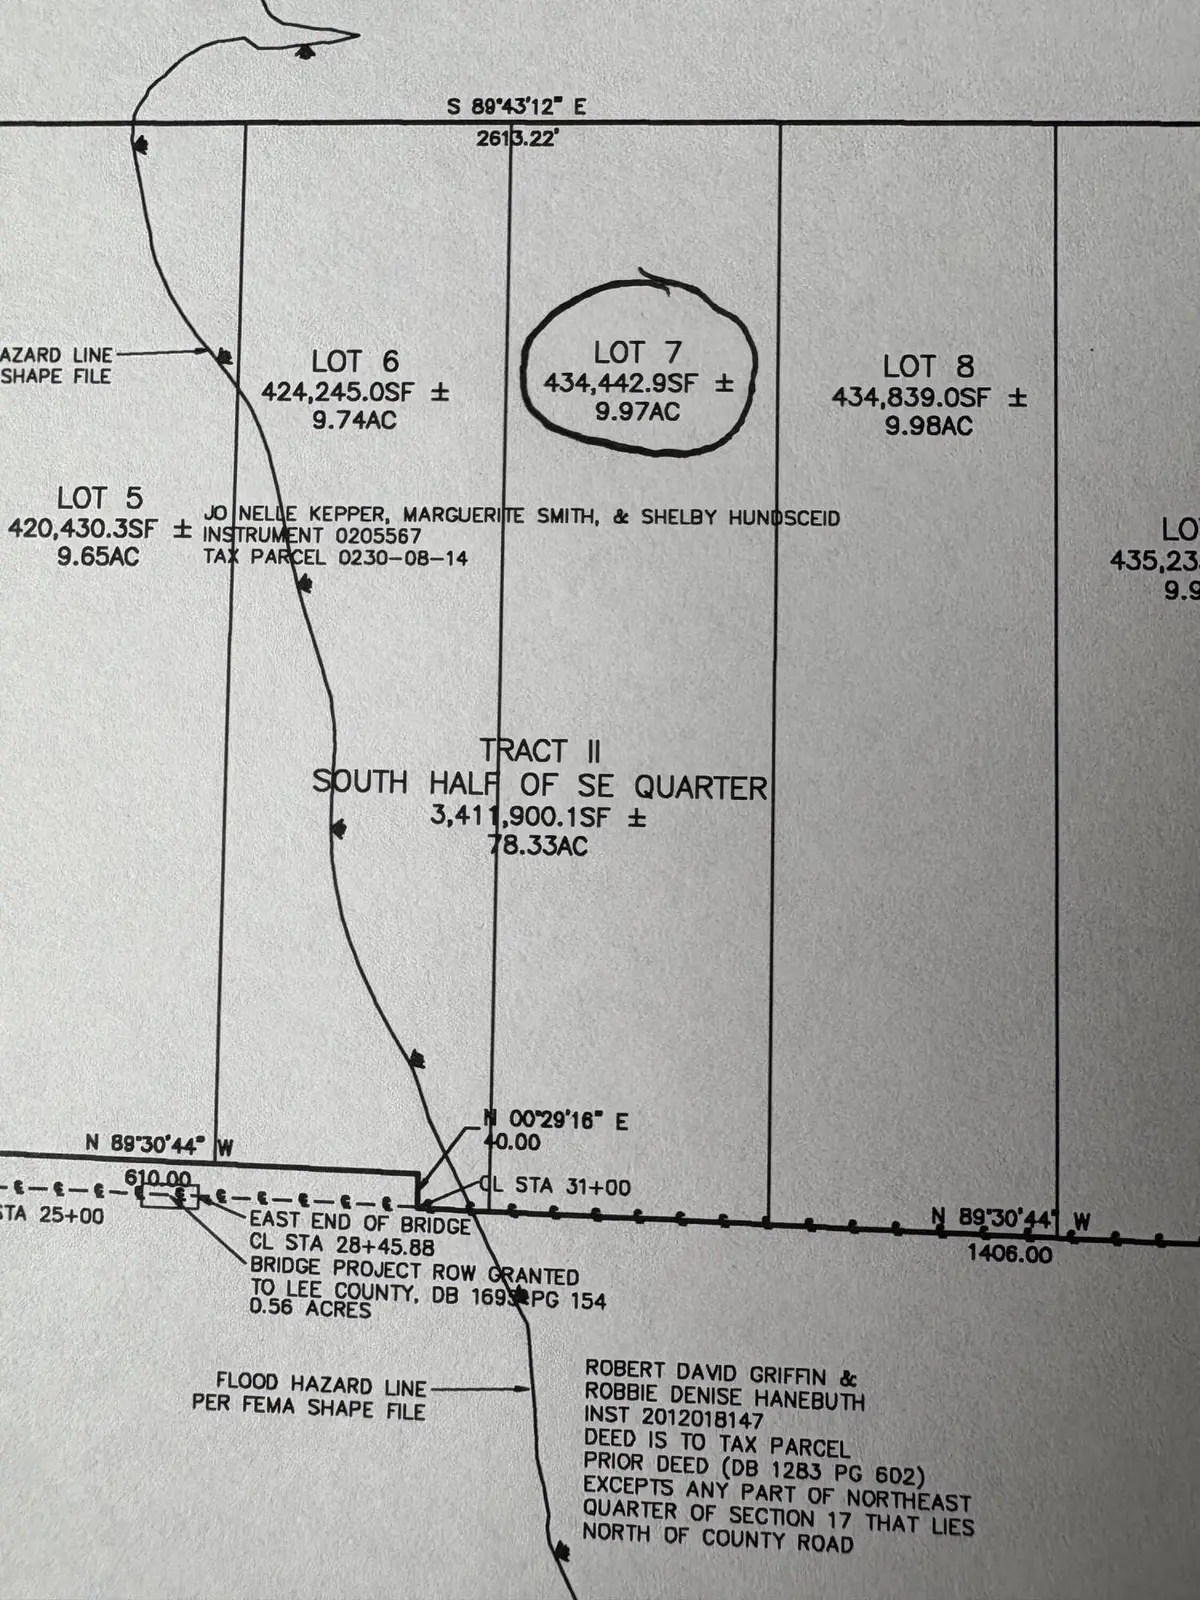 S 89°43'12" E
2613.22'
AZARD LINE
SHAPE FILE
LOT 6
424,245.0SF ±
9.74AC
LOT 7
434,442.9SF ±
9.97AC
LOT 8
434,839.0SF ±
9.98AC
LOT 5
420,430.3SF ±
9.65AC
JO NELLE KEPPER, MARGUERITE SMITH, & SHELBY HUNDSCEID
INSTRUMENT 0205567
TAX PARCEL 0230-08-14
LO
435,23
9.9
TRACT II
SOUTH HALF OF SE QUARTER
3,411,900.1SF ±
78.33AC
N 00°29'16" E
40.00
N 89°30'44" W
610.00
CL STA 31+00
STA 25+00
EAST END OF BRIDGE
CL STA 28+45.88
BRIDGE PROJECT ROW GRANTED
TO LEE COUNTY, DB 169 PG 154
0.56 ACRES
N 89°30'44" W
1406.00
FLOOD HAZARD LINE
PER FEMA SHAPE FILE
ROBERT DAVID GRIFFIN &
ROBBIE DENISE HANEBUTH
INST 2012018147
DEED IS TO TAX PARCEL
PRIOR DEED (DB 1283 PG 602)
EXCEPTS ANY PART OF NORTHEAST
QUARTER OF SECTION 17 THAT LIES
NORTH OF COUNTY ROAD